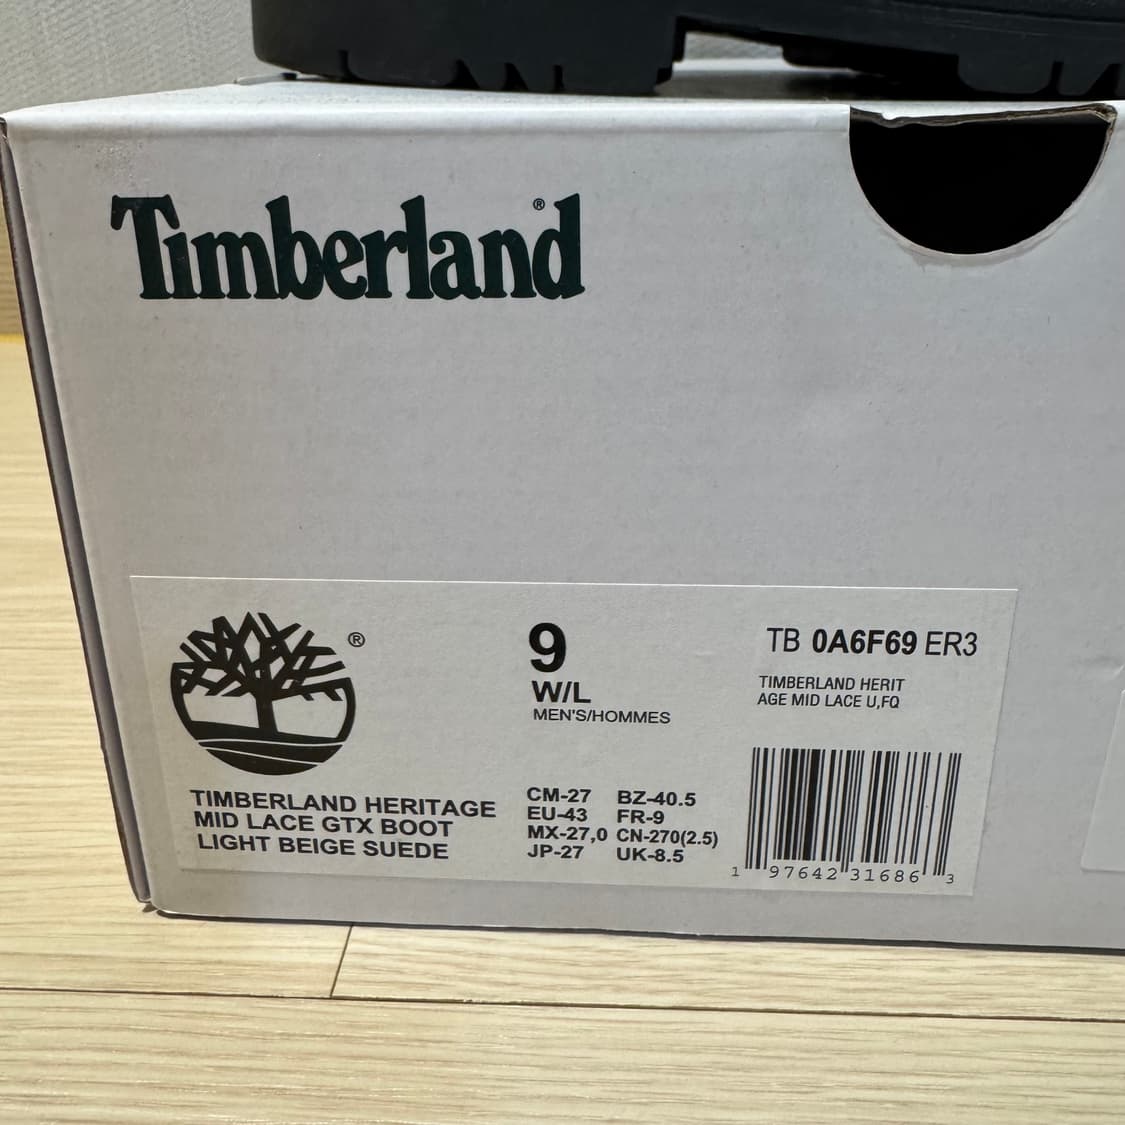 Timberland®
®
9
W/L
MEN'S/HOMMES
TB 0A6F69 ER3
TIMBERLAND HERIT
AGE MID LACE U,FQ
TIMBERLAND HERITAGE
MID LACE GTX BOOT
LIGHT BEIGE SUEDE
CM-27 BZ-40.5
EU-43 FR-9
MX-27,0 CN-270(2.5)
JP-27 UK-8.5
1 97642 31686 3